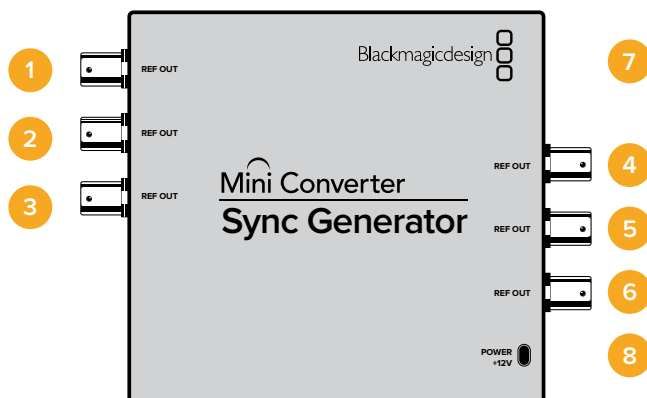 Blackmagicdesign
1
REF OUT
7
2
REF OUT
REF OUT
4
3
REF OUT
Mini Converter
Sync Generator
REF OUT
5
REF OUT
6
POWER
+12V
8